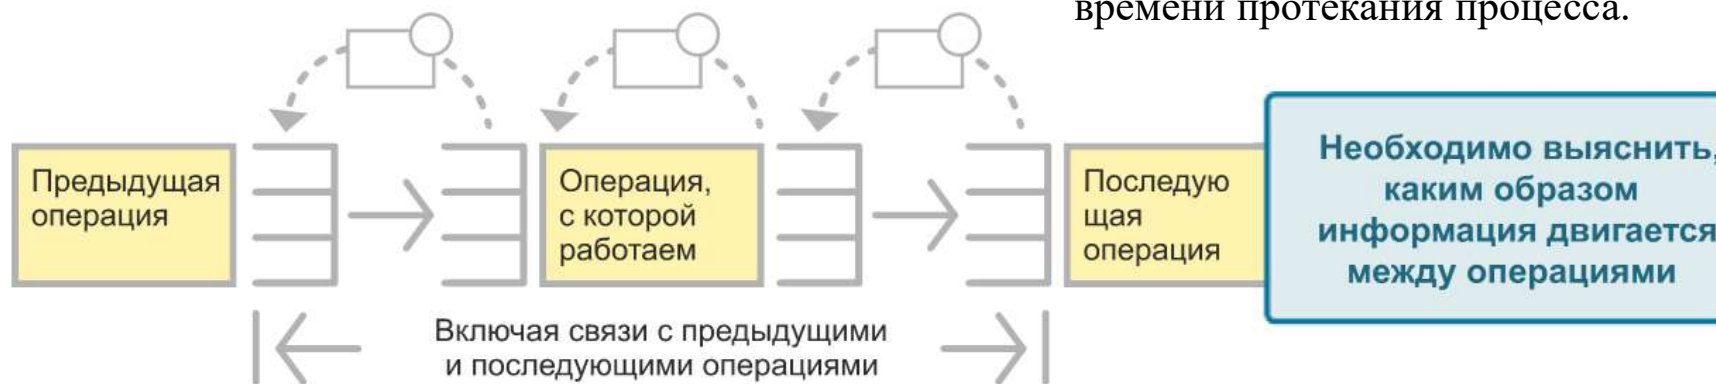 времени протекания процесса.
Предыдущая
операция
Операция,
с которой
работаем
Последую
щая
операция
Необходимо выяснить,
каким образом
информация двигается
между операциями
Включая связи с предыдущими
и последующими операциями